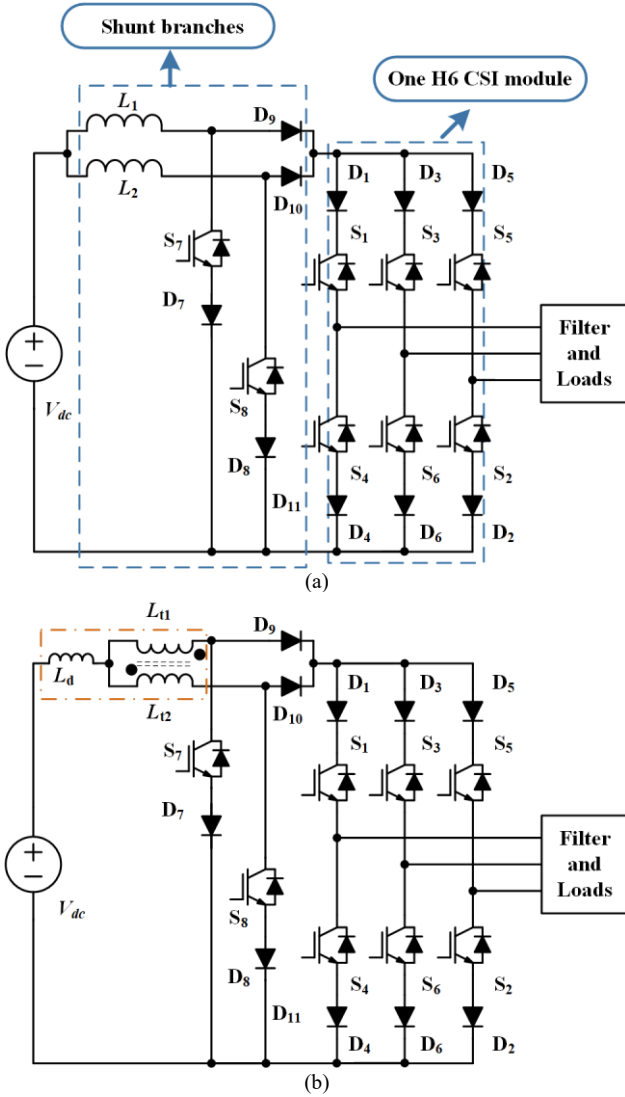 Shunt branches
One H6 CSI module
L1
D9
D1 D3 D5
L2
D10
S7
S1 S3 S5
D7
Filter
and
Loads
Vdc
S8
D8
S4 S6 S2
D11
D4 D6 D2
(a)
Lt1
D9
Ld
D1 D3 D5
Lt2
D10
S7
S1 S3 S5
D7
Filter
and
Loads
Vdc
S8
D8
S4 S6 S2
D11
D4 D6 D2
(b)